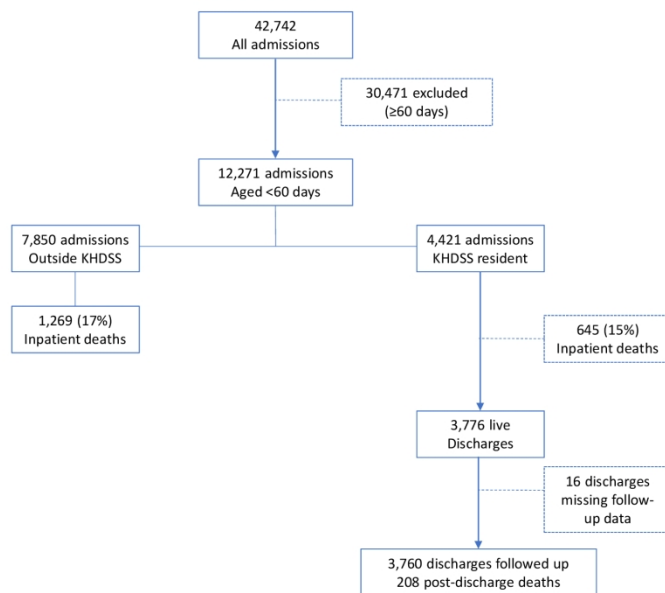 42,742
All admissions
30,471 excluded
(≥60 days)
12,271 admissions
Aged <60 days
7,850 admissions
Outside KHDSS
4,421 admissions
KHDSS resident
1,269 (17%)
Inpatient deaths
645 (15%)
Inpatient deaths
3,776 live
Discharges
16 discharges
missing follow-
up data
3,760 discharges followed up
208 post-discharge deaths